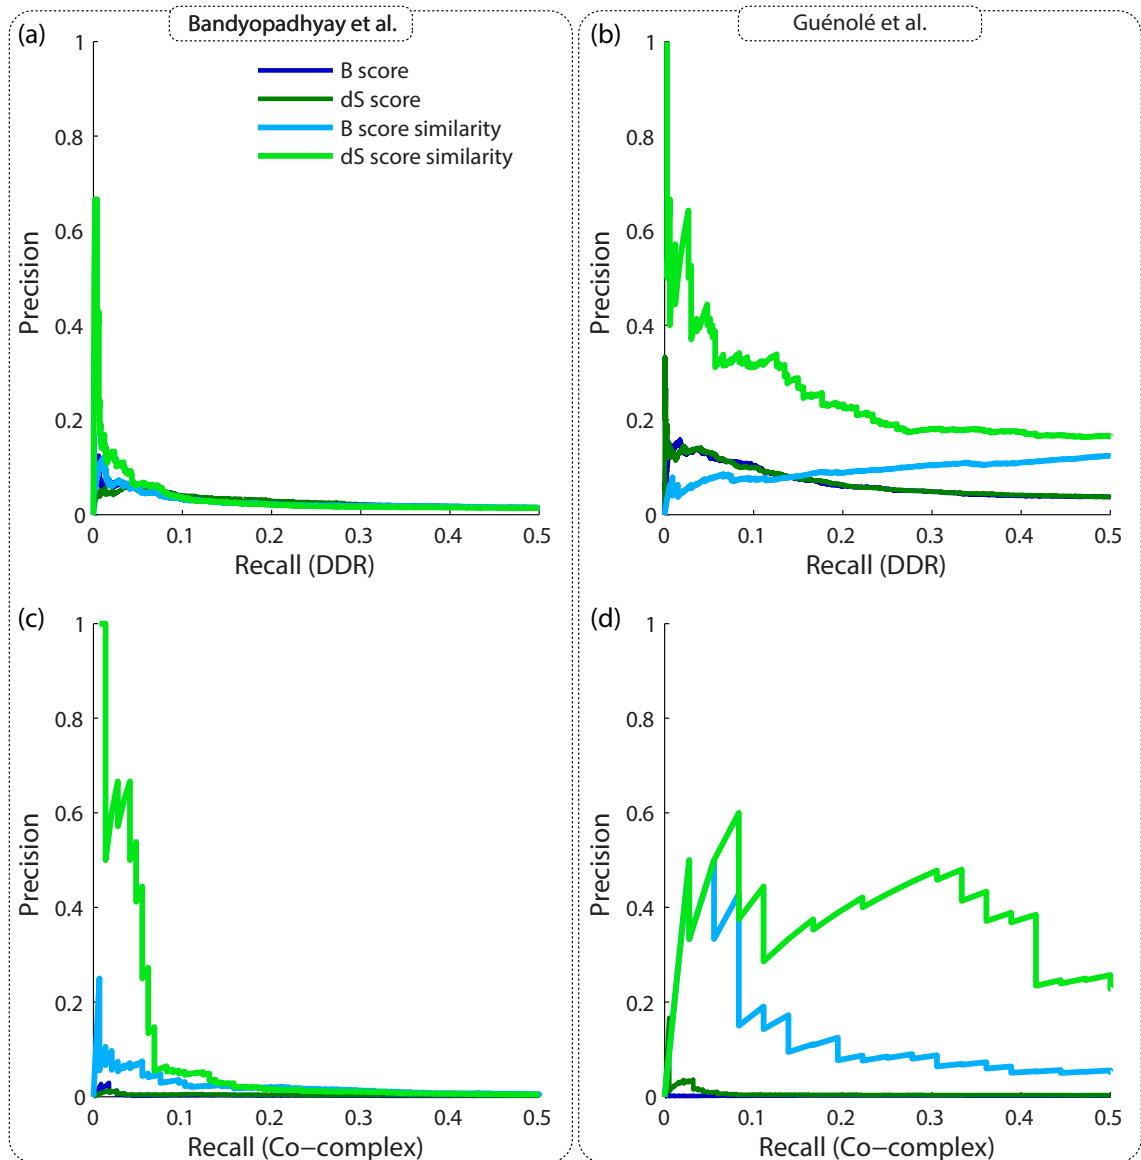 Bandyopadhyay et al.
Guénolé et al.
(a)
1
0.8
0.6
0.4
0.2
0
Precision
B score
dS score
B score similarity
dS score similarity
0 0.1 0.2 0.3 0.4 0.5
Recall (DDR)
(b)
1
0.8
0.6
0.4
0.2
0
Precision
0 0.1 0.2 0.3 0.4 0.5
Recall (DDR)
(c)
1
0.8
0.6
0.4
0.2
0
Precision
0 0.1 0.2 0.3 0.4 0.5
Recall (Co−complex)
(d)
1
0.8
0.6
0.4
0.2
0
Precision
0 0.1 0.2 0.3 0.4 0.5
Recall (Co−complex)